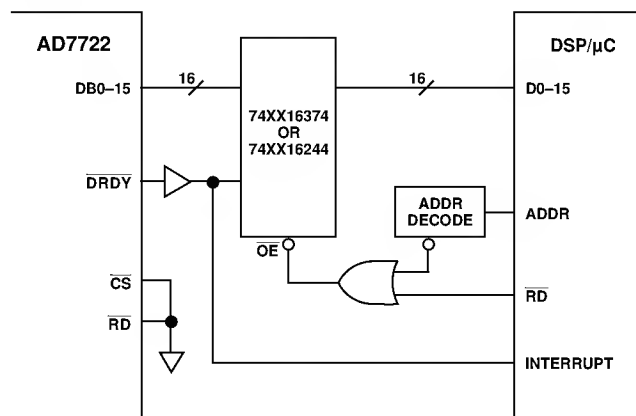 AD7722
DSP/µC
DB0–15
16
74XX16374
OR
74XX16244
16
D0–15
DRDY
ADDR
DECODE
ADDR
OE
CS
RD
RD
INTERRUPT